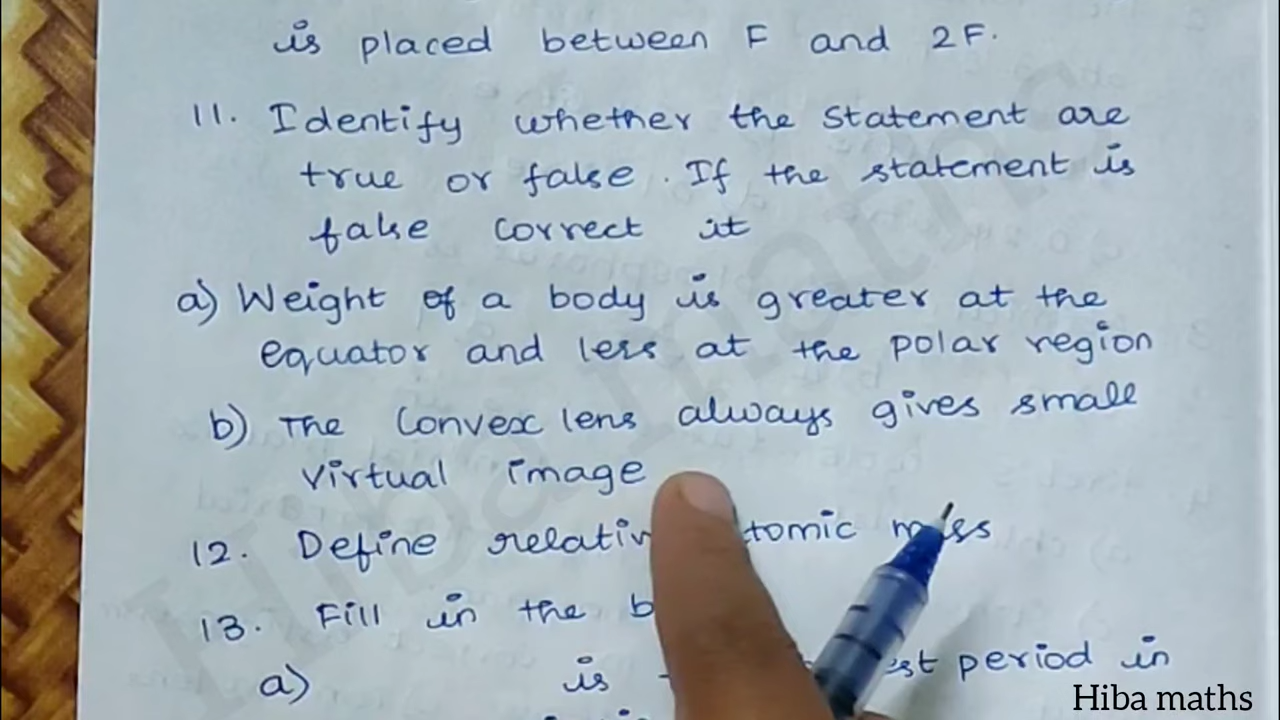 is placed between F and 2F.
11. Identify whether the statement are
true or false. If the statement is
false correct it
a) Weight of a body is greater at the
equator and less at the polar region
b) The Convex lens always gives small
virtual image
12. Define relativ tomic mass
13. Fill in the b
a) is est period in
Hiba maths